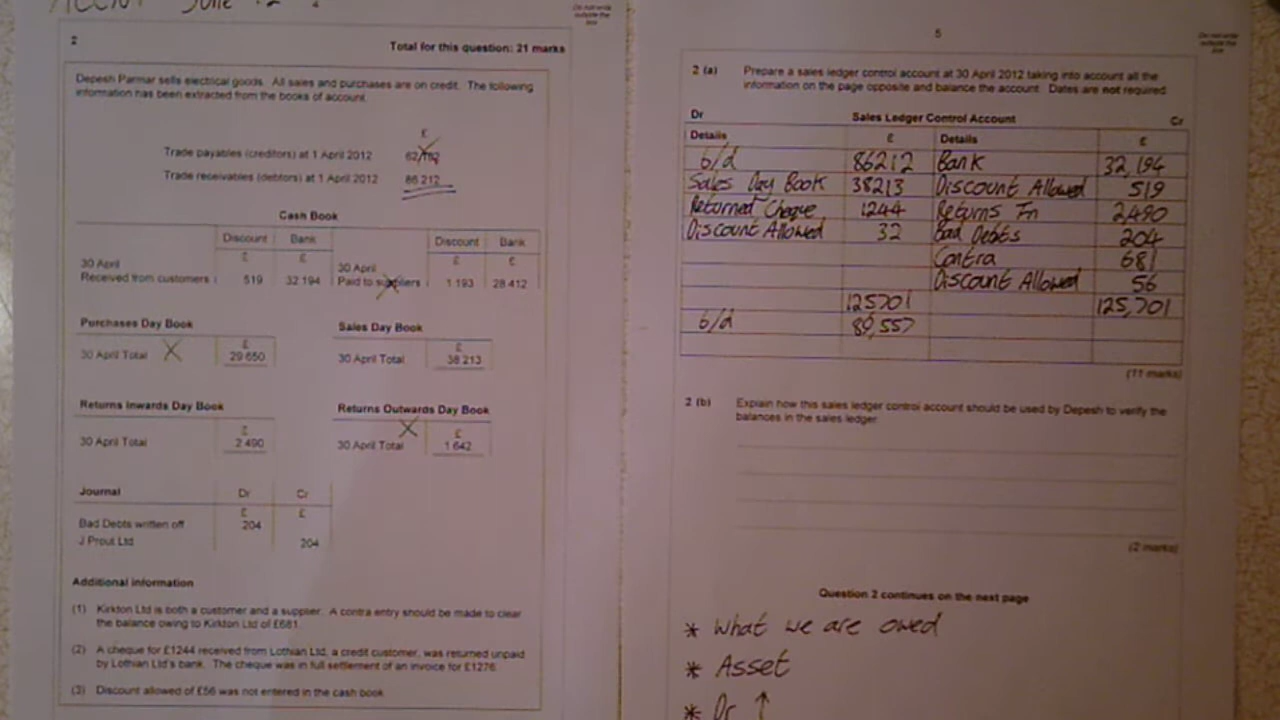 ACCN1 June 12
Do not write
outside the
box
2
Total for this question: 21 marks
Depesh Parmar sells electrical goods. All sales and purchases are on credit. The following
information has been extracted from the books of account.
£
Trade payables (creditors) at 1 April 2012
Trade receivables (debtors) at 1 April 2012 86 212
Cash Book
Discount Bank Discount Bank
£ £ £ £
30 April 30 April
Received from customers 519 32 194 Paid to suppliers 1 193 28 412
Purchases Day Book Sales Day Book
£ £
30 April Total 29 650 30 April Total 38 213
Returns Inwards Day Book Returns Outwards Day Book
£ £
30 April Total 2 490 30 April Total 1 642
Journal Dr Cr
£ £
Bad Debts written off 204
J Prout Ltd 204
Additional information
(1) Kirkton Ltd is both a customer and a supplier. A contra entry should be made to clear
the balance owing to Kirkton Ltd of £681.
(2) A cheque for £1244 received from Lothian Ltd, a credit customer, was returned unpaid
by Lothian Ltd's bank. The cheque was in full settlement of an invoice for £1276.
(3) Discount allowed of £56 was not entered in the cash book.
5
Do not write
outside the
box
2 (a) Prepare a sales ledger control account at 30 April 2012 taking into account all the
information on the page opposite and balance the account. Dates are not required.
Dr Sales Ledger Control Account Cr
Details £ Details £
b/d 86212 Bank 32,194
Sales Day Book 38213 Discount Allowed 519
Returned Cheque 1244 Returns In 2490
Discount Allowed 32 Bad Debts 204
Contra 681
Discount Allowed 56
125701 125,701
b/d 89,557
(11 marks)
2 (b) Explain how this sales ledger control account should be used by Depesh to verify the
balances in the sales ledger.
(2 marks)
Question 2 continues on the next page
* What we are owed
* Asset
* Dr ↑